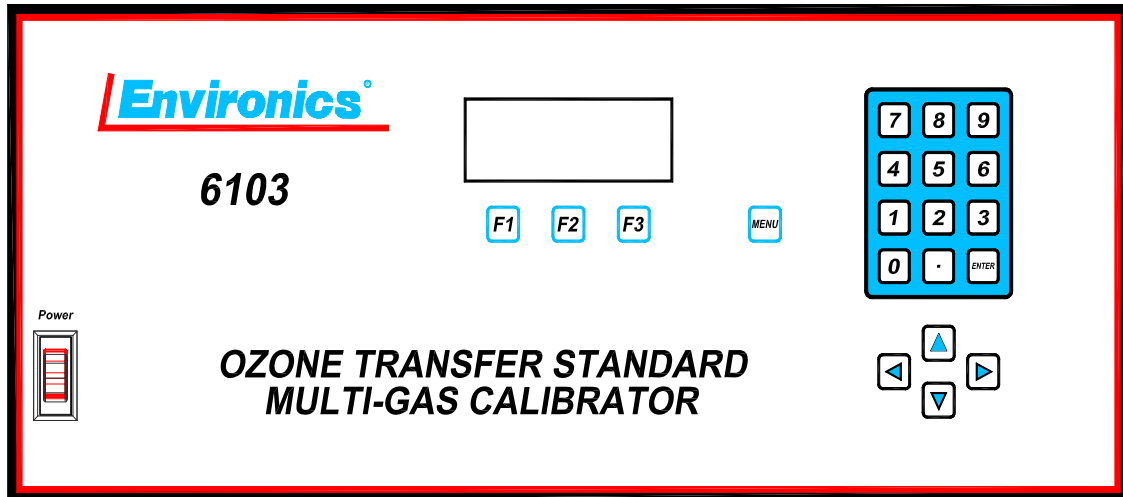 Environics®
6103
F1 F2 F3 MENU
7 8 9
4 5 6
1 2 3
0 . ENTER
Power
OZONE TRANSFER STANDARD
MULTI-GAS CALIBRATOR